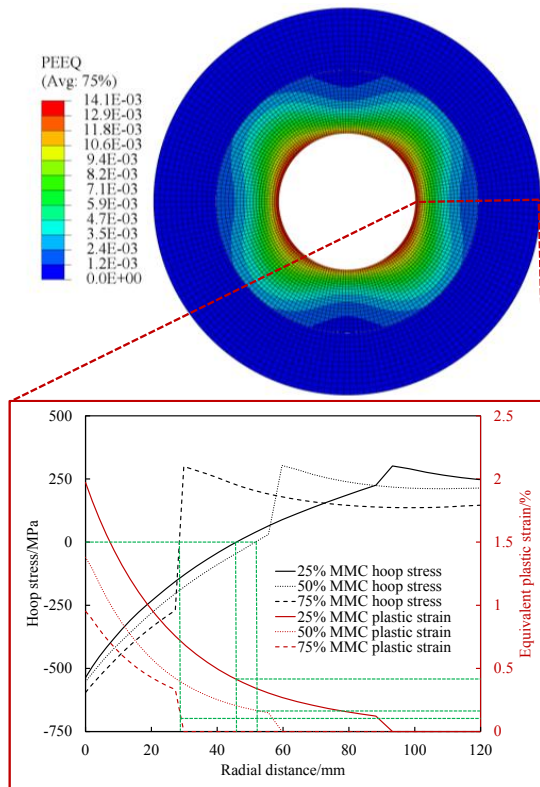 PEEQ
(Avg: 75%)
14.1E-03
12.9E-03
11.8E-03
10.6E-03
9.4E-03
8.2E-03
7.1E-03
5.9E-03
4.7E-03
3.5E-03
2.4E-03
1.2E-03
0.0E+00
500
250
0
-250
-500
-750
Hoop stress/MPa
2.5
2
1.5
1
0.5
0
Equivalent plastic strain/%
25% MMC hoop stress
50% MMC hoop stress
75% MMC hoop stress
25% MMC plastic strain
50% MMC plastic strain
75% MMC plastic strain
0 20 40 60 80 100 120
Radial distance/mm